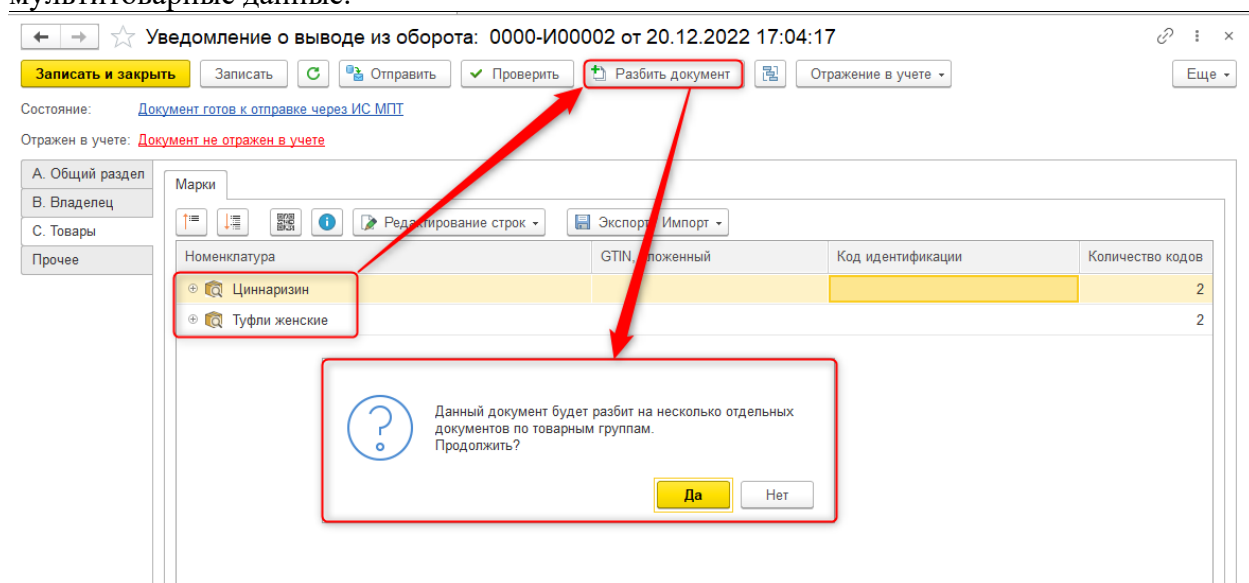 мультитоварные данные.
Уведомление о выводе из оборота: 0000-И00002 от 20.12.2022 17:04:17
Записать и закрыть Записать Отправить Проверить Разбить документ Отражение в учете Еще
Состояние: Документ готов к отправке через ИС МПТ
Отражен в учете: Документ не отражен в учете
А. Общий раздел
В. Владелец
С. Товары
Прочее
Марки
Редактирование строк Экспорт Импорт
Номенклатура GTIN, Код идентификации Количество кодов
Циннаризин 2
Туфли женские 2
Данный документ будет разбит на несколько отдельных
документов по товарным группам.
Продолжить?
Да Нет